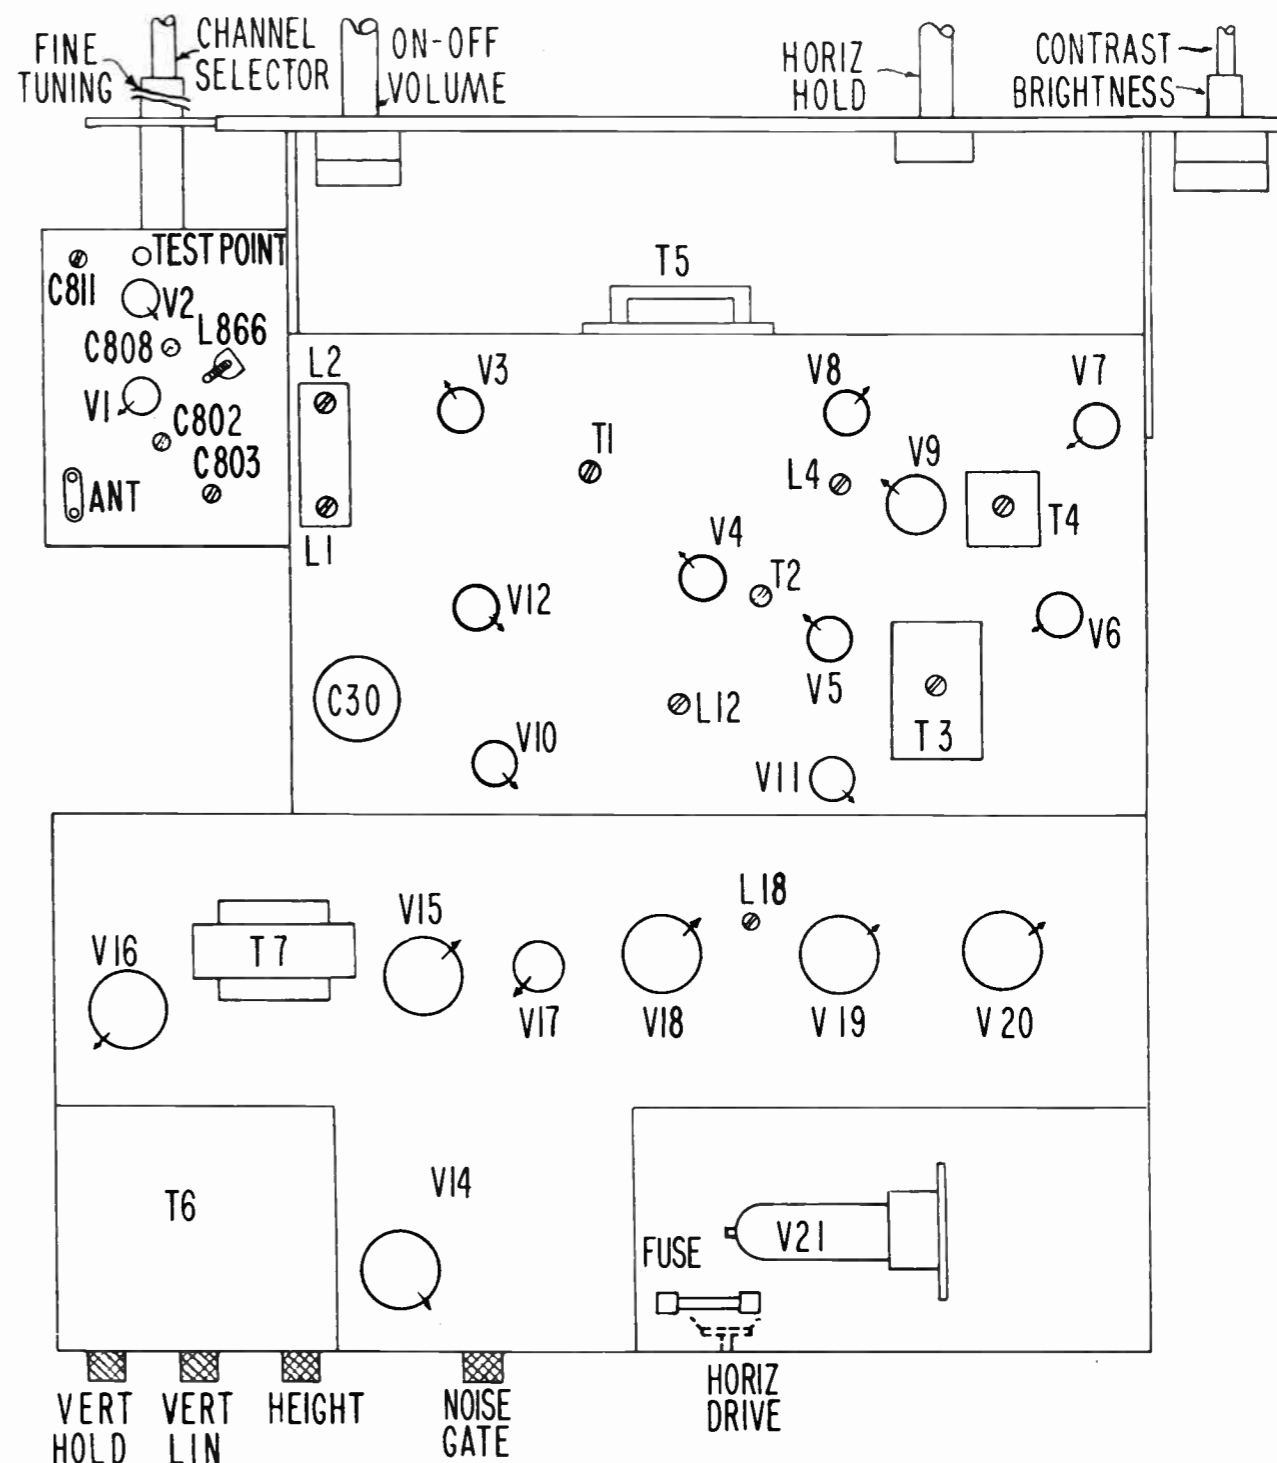 FINE
TUNING
CHANNEL
SELECTOR
ON-OFF
VOLUME
HORIZ
HOLD
CONTRAST
BRIGHTNESS
TEST POINT
C811
V2
L866
C808
V1
C802
C803
ANT
T5
L2
L1
V3
V8
V7
T1
L4
V9
T4
V4
T2
V12
V6
V5
C30
L12
T3
V10
V11
L18
V15
V16
T7
V17
V18
V19
V20
V14
T6
V21
FUSE
VERT
HOLD
VERT
LIN
HEIGHT
NOISE
GATE
HORIZ
DRIVE